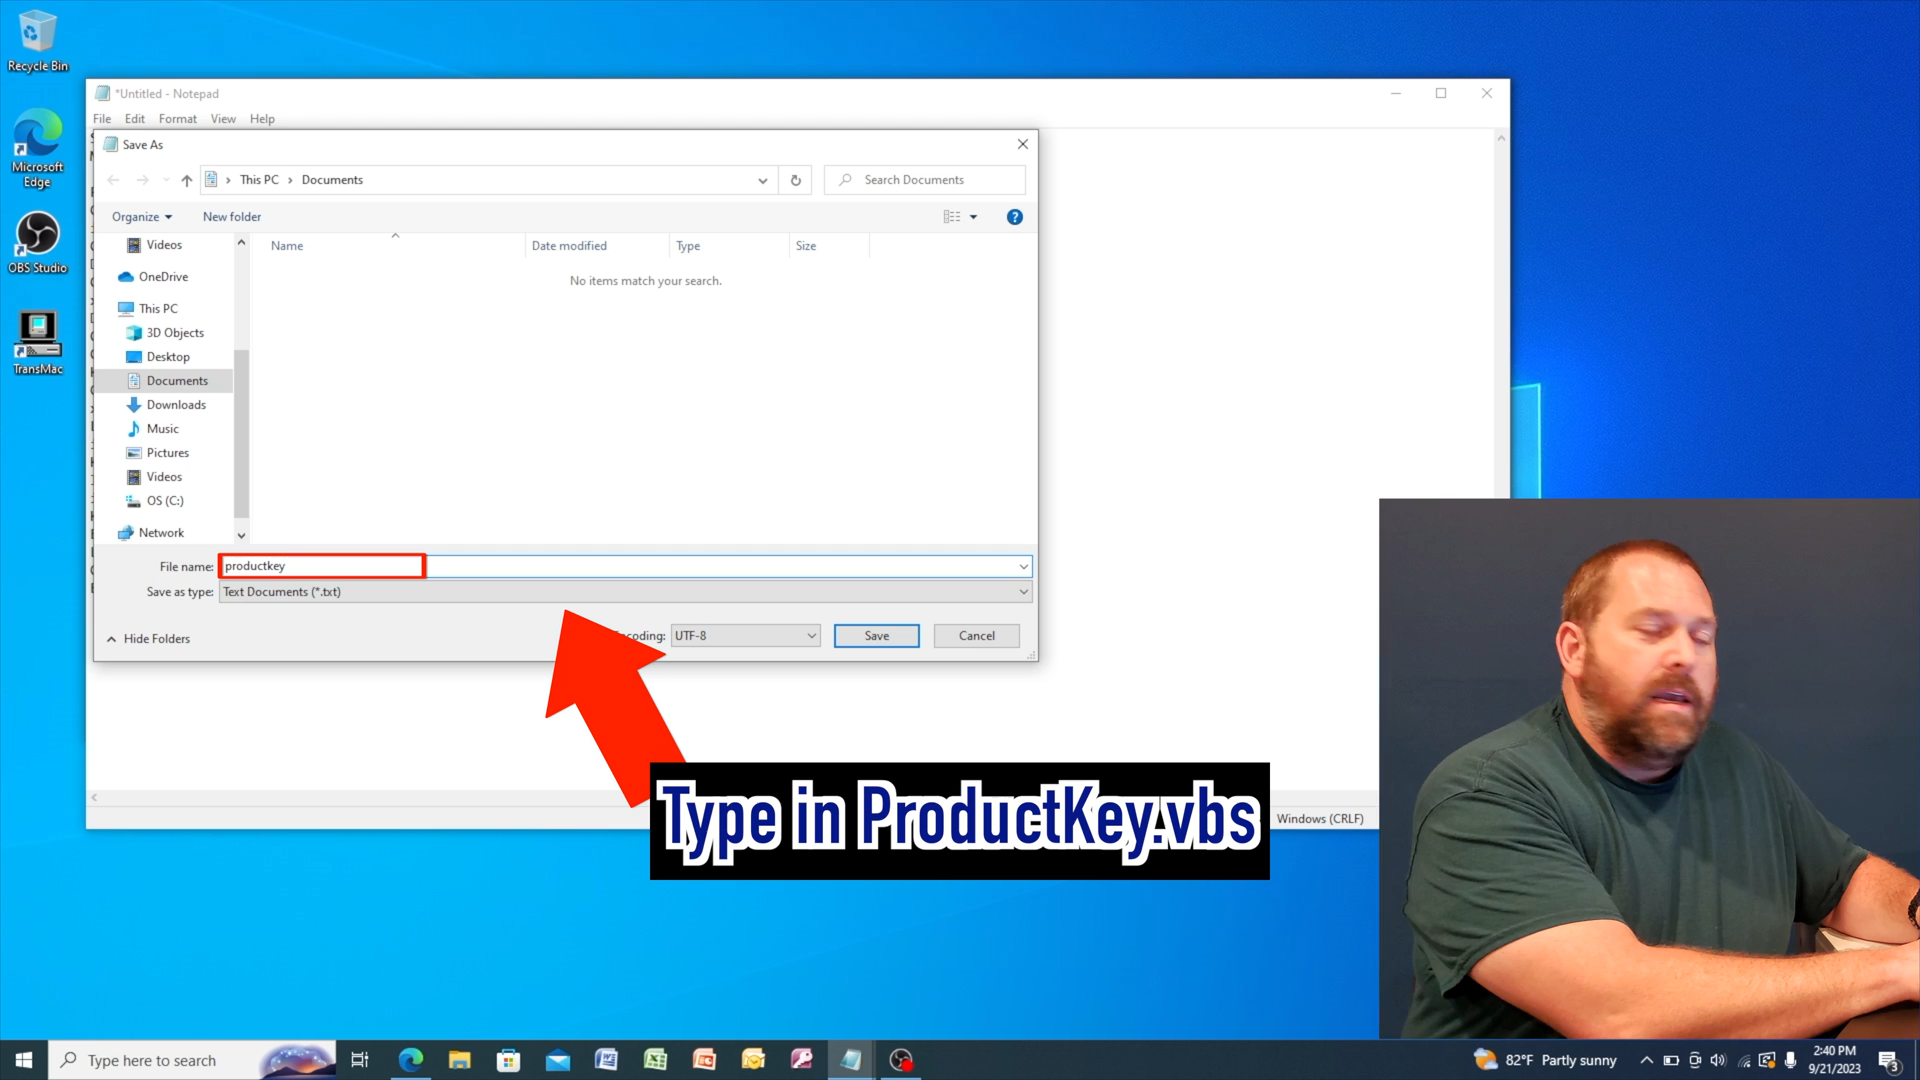 Recycle Bin
Microsoft
Edge
OBS Studio
TransMac
*Untitled - Notepad
File Edit Format View Help
Save As
This PC > Documents
Search Documents
Organize New folder
Videos
OneDrive
This PC
3D Objects
Desktop
Documents
Downloads
Music
Pictures
Videos
OS (C:)
Network
Name Date modified Type Size
No items match your search.
File name: productkey
Save as type: Text Documents (*.txt)
Hide Folders
UTF-8 Save Cancel
Type in ProductKey.vbs
Windows (CRLF)
Type here to search
82°F Partly sunny
2:40 PM
9/21/2023
3